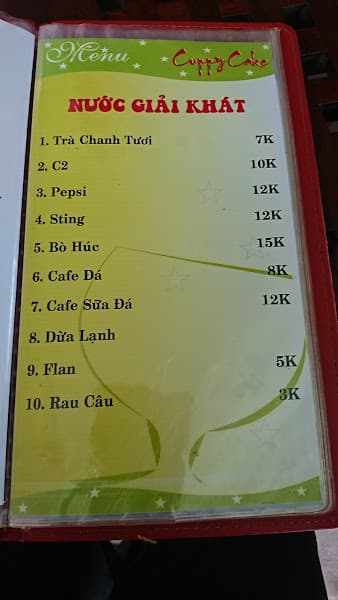 Menu Cuppy Cake
NƯỚC GIẢI KHÁT
1. Trà Chanh Tươi 7K
2. C2 10K
3. Pepsi 12K
4. Sting 12K
5. Bò Húc 15K
6. Cafe Đá 8K
7. Cafe Sữa Đá 12K
8. Dừa Lạnh
9. Flan 5K
10. Rau Câu 3K